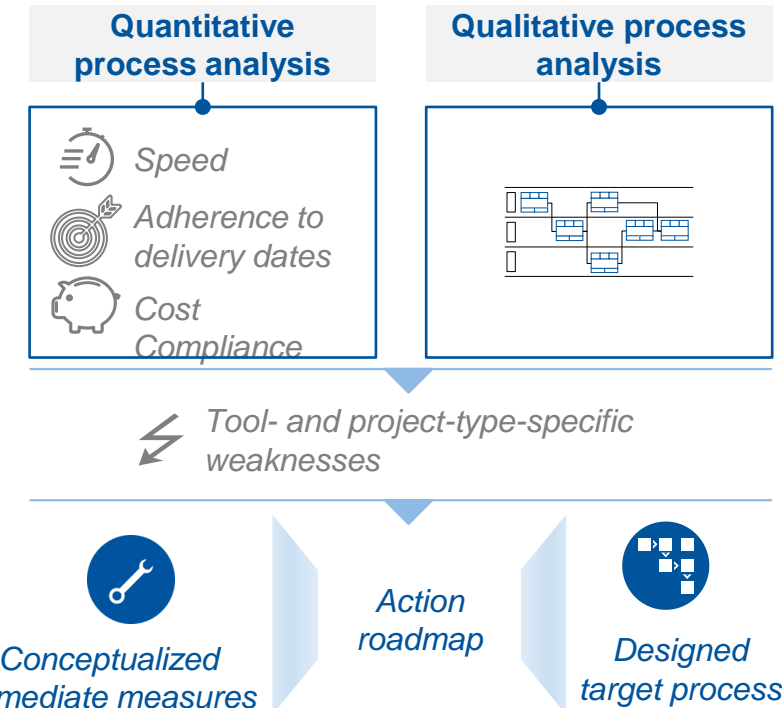 Quantitative
process analysis
Qualitative process
analysis
Speed
Adherence to
delivery dates
Cost
Compliance
Tool- and project-type-specific
weaknesses
Conceptualized
mediate measures
Action
roadmap
Designed
target process